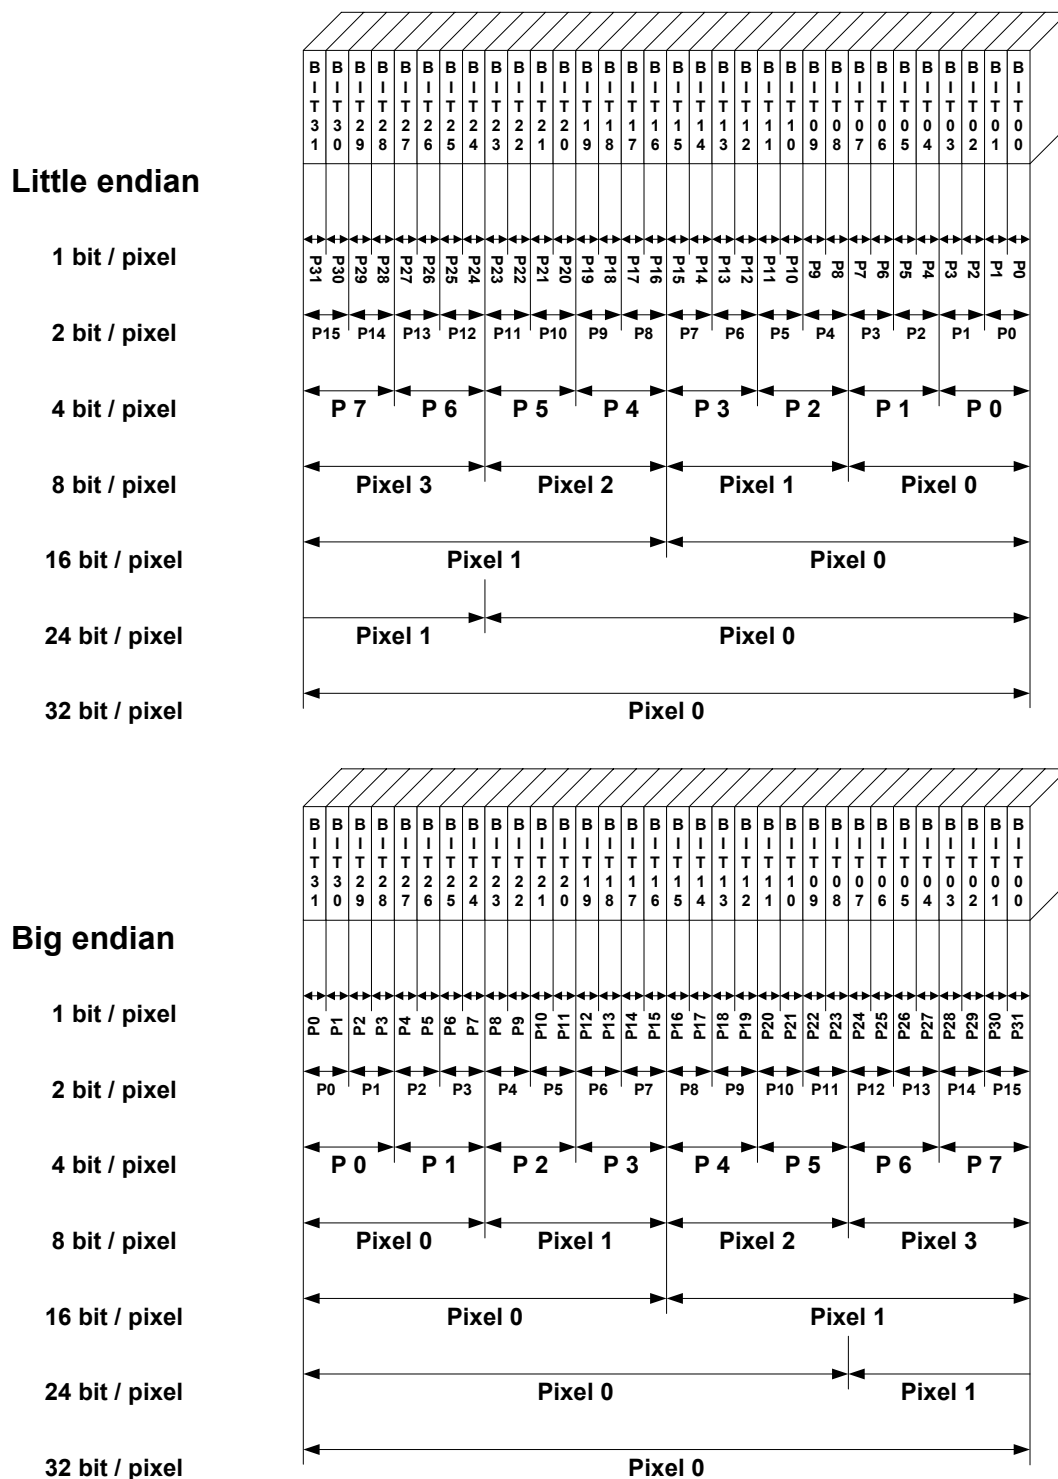 BIT31 BIT30 BIT29 BIT28 BIT27 BIT26 BIT25 BIT24 BIT23 BIT22 BIT21 BIT20 BIT19 BIT18 BIT17 BIT16 BIT15 BIT14 BIT13 BIT12 BIT11 BIT10 BIT09 BIT08 BIT07 BIT06 BIT05 BIT04 BIT03 BIT02 BIT01 BIT00
Little endian
1 bit / pixel P31 P30 P29 P28 P27 P26 P25 P24 P23 P22 P21 P20 P19 P18 P17 P16 P15 P14 P13 P12 P11 P10 P9 P8 P7 P6 P5 P4 P3 P2 P1 P0
2 bit / pixel P15 P14 P13 P12 P11 P10 P9 P8 P7 P6 P5 P4 P3 P2 P1 P0
4 bit / pixel P 7 P 6 P 5 P 4 P 3 P 2 P 1 P 0
8 bit / pixel Pixel 3 Pixel 2 Pixel 1 Pixel 0
16 bit / pixel Pixel 1 Pixel 0
24 bit / pixel Pixel 1 Pixel 0
32 bit / pixel Pixel 0
BIT31 BIT30 BIT29 BIT28 BIT27 BIT26 BIT25 BIT24 BIT23 BIT22 BIT21 BIT20 BIT19 BIT18 BIT17 BIT16 BIT15 BIT14 BIT13 BIT12 BIT11 BIT10 BIT09 BIT08 BIT07 BIT06 BIT05 BIT04 BIT03 BIT02 BIT01 BIT00
Big endian
1 bit / pixel P0 P1 P2 P3 P4 P5 P6 P7 P8 P9 P10 P11 P12 P13 P14 P15 P16 P17 P18 P19 P20 P21 P22 P23 P24 P25 P26 P27 P28 P29 P30 P31
2 bit / pixel P0 P1 P2 P3 P4 P5 P6 P7 P8 P9 P10 P11 P12 P13 P14 P15
4 bit / pixel P 0 P 1 P 2 P 3 P 4 P 5 P 6 P 7
8 bit / pixel Pixel 0 Pixel 1 Pixel 2 Pixel 3
16 bit / pixel Pixel 0 Pixel 1
24 bit / pixel Pixel 0 Pixel 1
32 bit / pixel Pixel 0